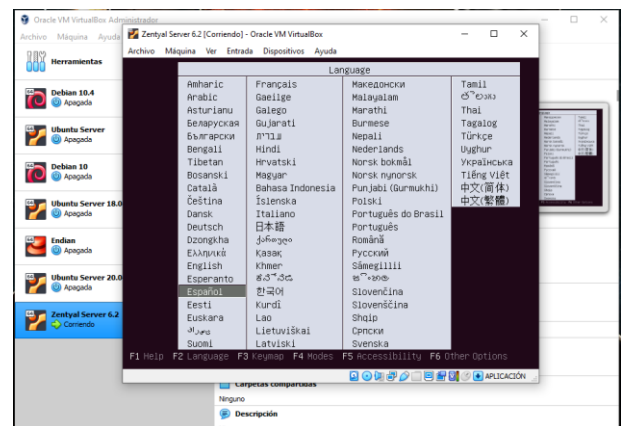 Oracle VM VirtualBox Administrador
Archivo Máquina Ayuda
Herramientas
Debian 10.4
Apagada
Ubuntu Server
Apagada
Debian 10
Apagada
Ubuntu Server 18.0
Apagada
Endian
Apagada
Ubuntu Server 20.0
Apagada
Zentyal Server 6.2
Corriendo
Zentyal Server 6.2 [Corriendo] - Oracle VM VirtualBox
Archivo Máquina Ver Entrada Dispositivos Ayuda
Language
Amharic
Arabic
Asturianu
Беларуская
Български
Bengali
Tibetan
Bosanski
Català
Čeština
Dansk
Deutsch
Dzongkha
Ελληνικά
English
Esperanto
Español
Eesti
Euskara
Suomi
Français
Gaeilge
Galego
Gujarati
עברית
Hindi
Hrvatski
Magyar
Bahasa Indonesia
Íslenska
Italiano
日本語
ქართული
Қазақ
Khmer
ಕನ್ನಡ
한국어
Kurdî
Lao
Lietuviškai
Latviski
Македонски
Malayalam
Marathi
Burmese
Nepali
Nederlands
Norsk bokmål
Norsk nynorsk
Punjabi (Gurmukhi)
Polski
Português do Brasil
Português
Română
Русский
Sámegillii
Slovenčina
Slovenščina
Shqip
Српски
Svenska
Tamil
తెలుగు
Thai
Tagalog
Türkçe
Uyghur
Українська
Tiếng Việt
中文(简体)
中文(繁體)
F1 Help F2 Language F3 Keymap F4 Modes F5 Accessibility F6 Other Options
APLICACIÓN
Carpetas compartidas
Ninguno
Descripción